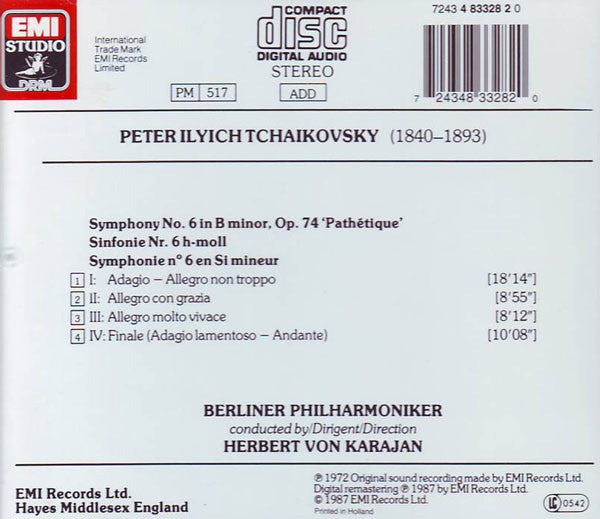 EMI
STUDIO
DRM
International
Trade Mark
EMI Records
Limited
COMPACT
disc
DIGITAL AUDIO
STEREO
PM 517
ADD
7243 4 83328 2 0
7 24348 33282 0
PETER ILYICH TCHAIKOVSKY (1840–1893)
Symphony No. 6 in B minor, Op. 74 'Pathétique'
Sinfonie Nr. 6 h-moll
Symphonie n° 6 en Si mineur
1 I: Adagio – Allegro non troppo [18'14"]
2 II: Allegro con grazia [8'55"]
3 III: Allegro molto vivace [8'12"]
4 IV: Finale (Adagio lamentoso – Andante) [10'08"]
BERLINER PHILHARMONIKER
conducted by/Dirigent/Direction
HERBERT VON KARAJAN
EMI Records Ltd.
Hayes Middlesex England
℗ 1972 Original sound recording made by EMI Records Ltd.
Digital remastering ℗ 1987 by EMI Records Ltd.
© 1987 EMI Records Ltd.
Printed in Holland
LC 0542